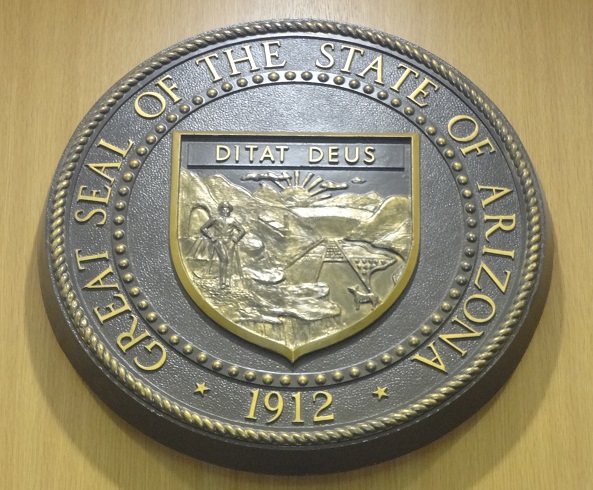 GREAT SEAL OF THE STATE OF ARIZONA
DITAT DEUS
1912